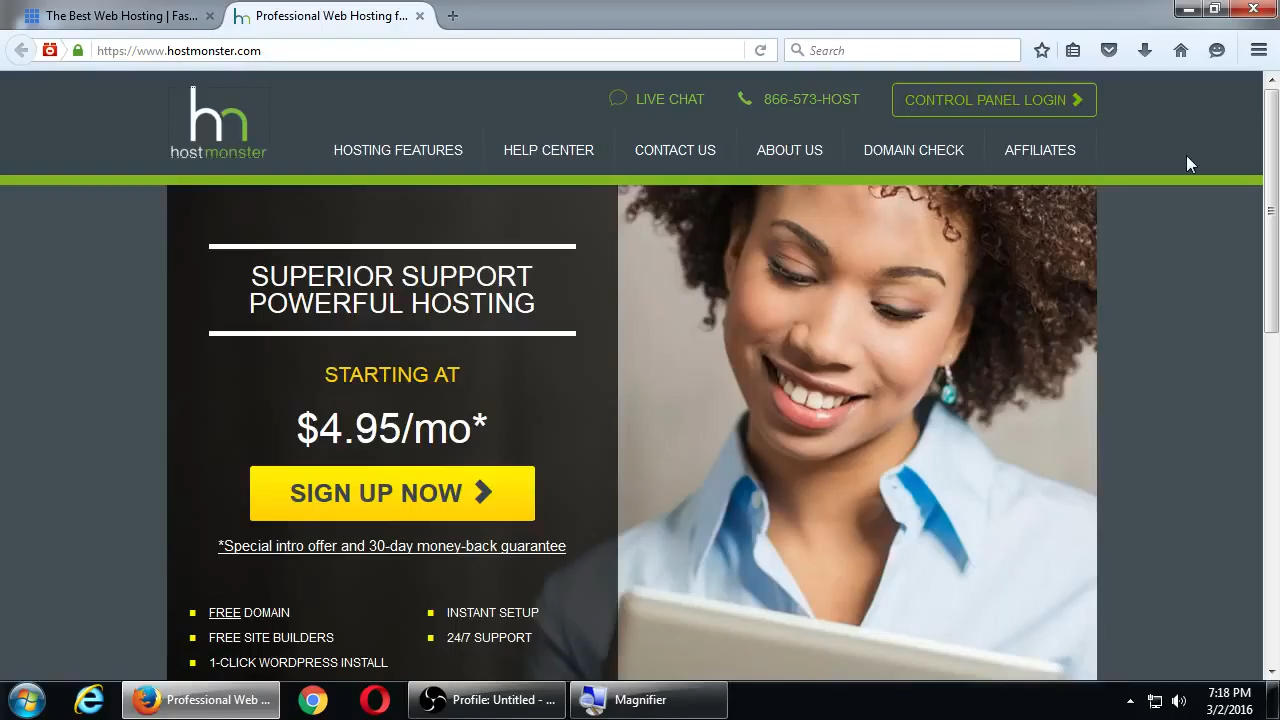 The Best Web Hosting | Fas...
Professional Web Hosting f...
https://www.hostmonster.com
Search
hn
hostmonster
LIVE CHAT
866-573-HOST
CONTROL PANEL LOGIN
HOSTING FEATURES
HELP CENTER
CONTACT US
ABOUT US
DOMAIN CHECK
AFFILIATES
SUPERIOR SUPPORT
POWERFUL HOSTING
STARTING AT
$4.95/mo*
SIGN UP NOW
*Special intro offer and 30-day money-back guarantee
FREE DOMAIN
INSTANT SETUP
FREE SITE BUILDERS
24/7 SUPPORT
1-CLICK WORDPRESS INSTALL
Professional Web ...
Profile: Untitled - ...
Magnifier
7:18 PM
3/2/2016